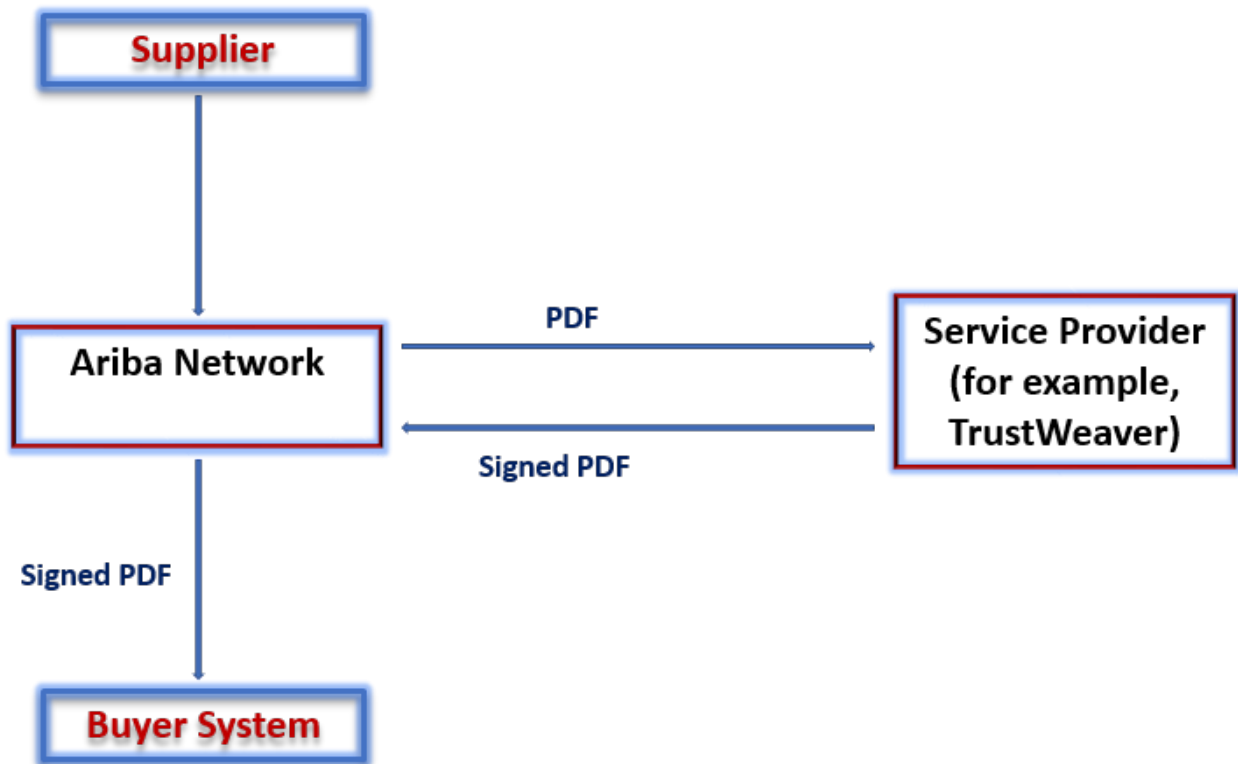 Supplier
PDF
Ariba Network
Service Provider
(for example,
TrustWeaver)
Signed PDF
Signed PDF
Buyer System